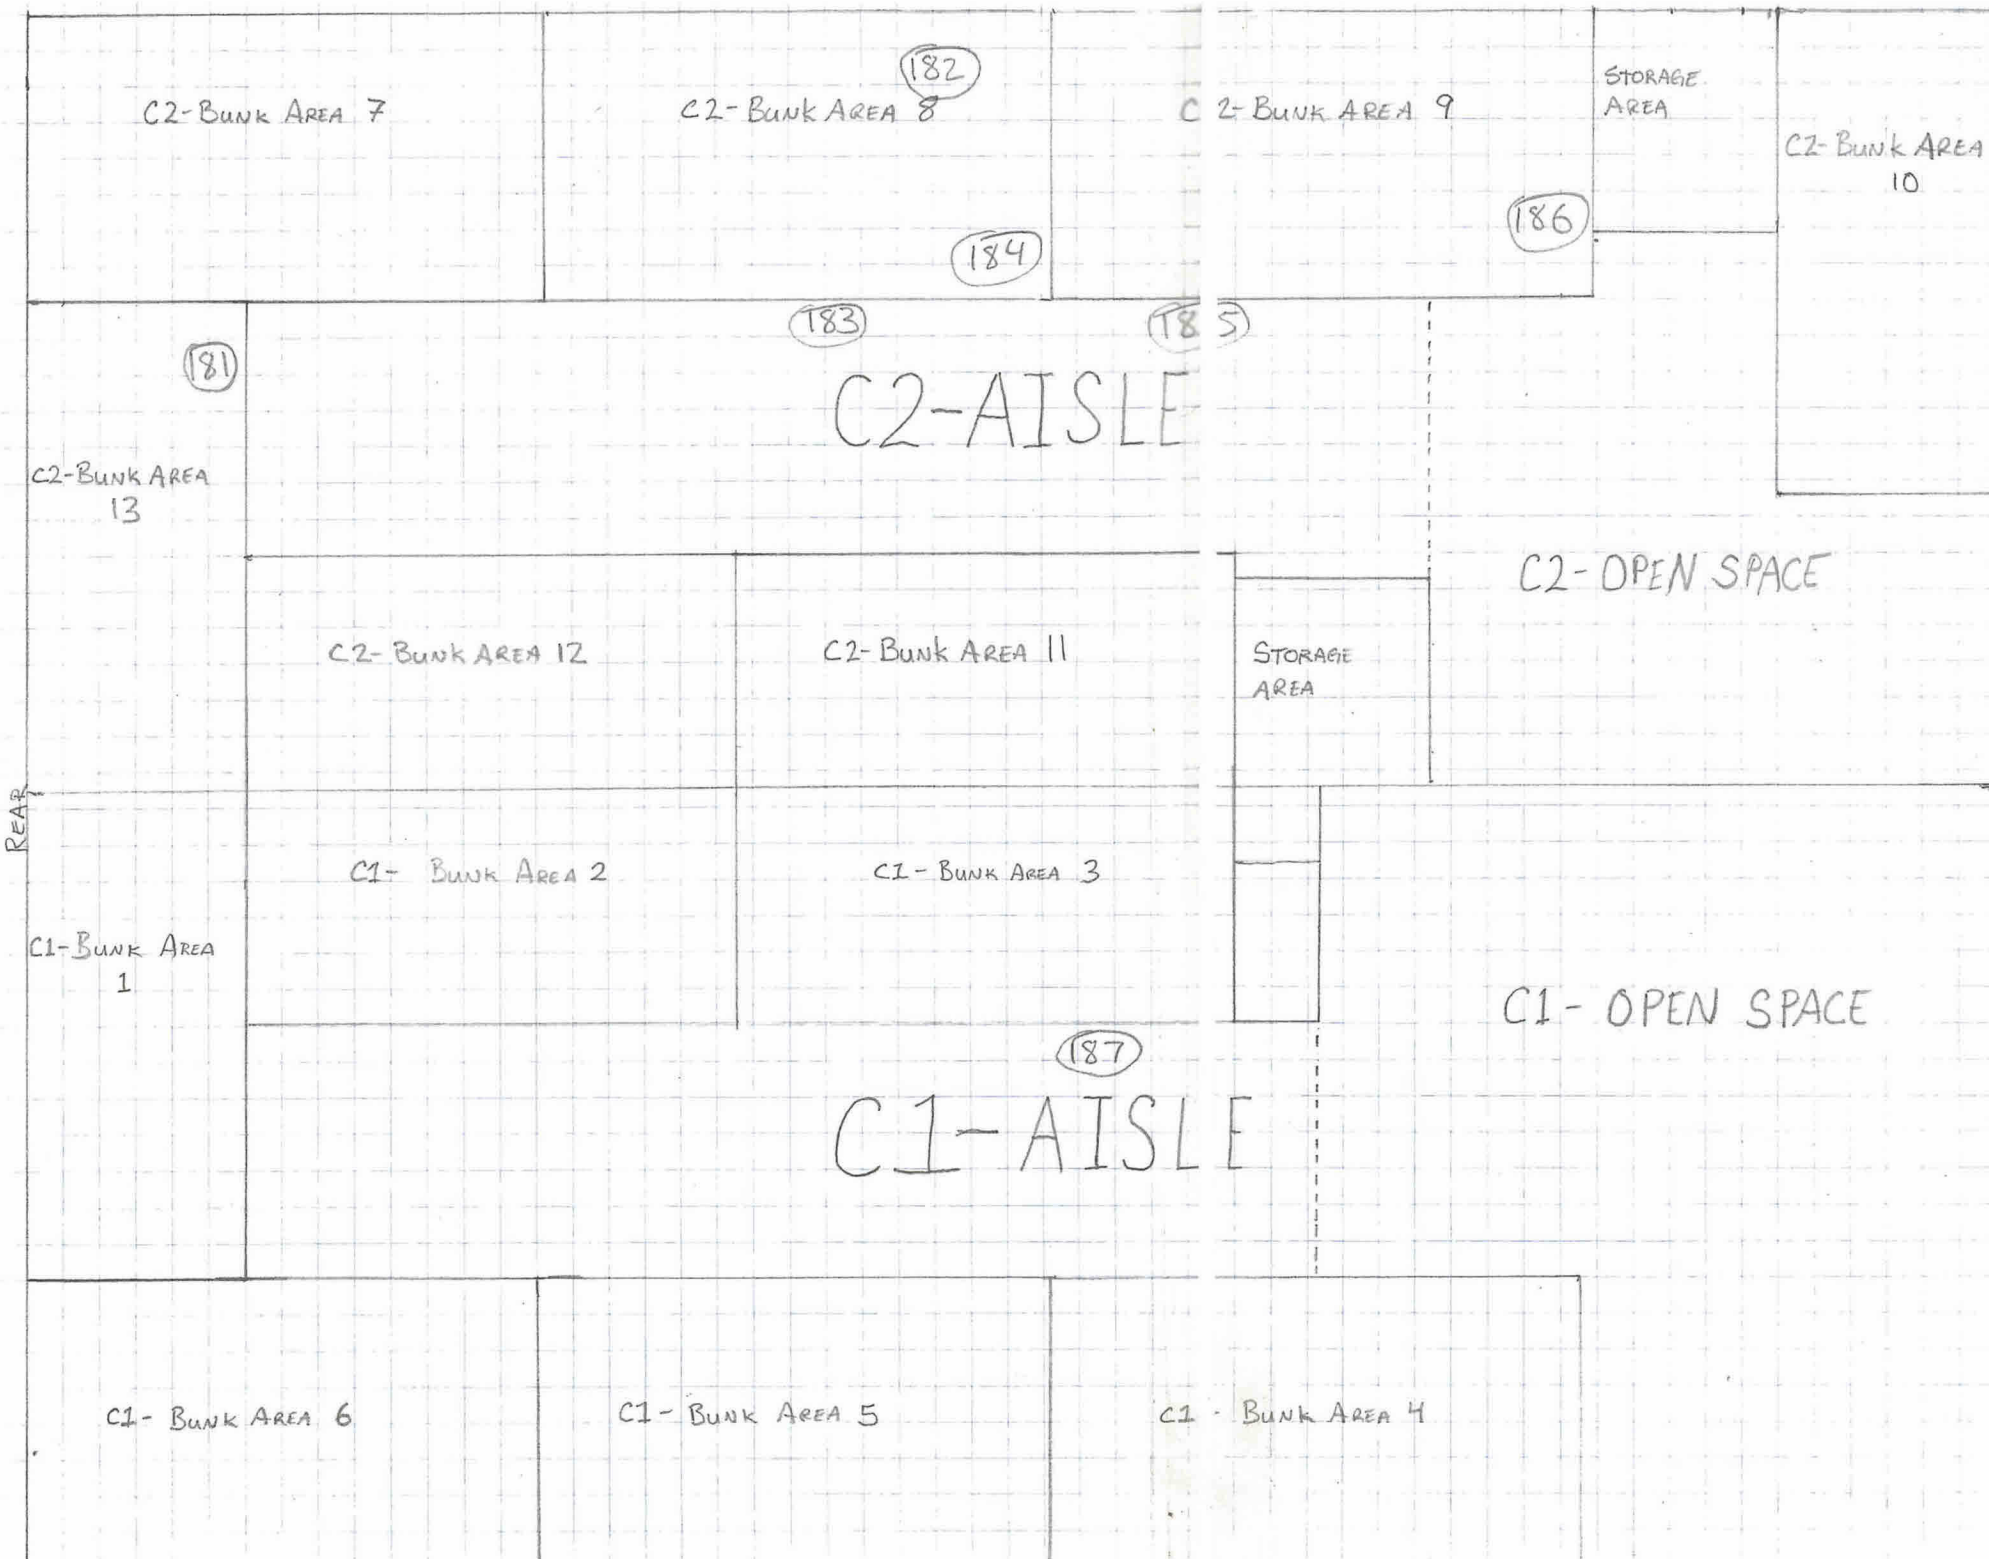 182
C2-BUNK AREA 7
C2-BUNK AREA 8
C 2-BUNK AREA 9
STORAGE
AREA
C2-BUNK AREA
10
184
186
181
183
185
C2-AISLE
C2-BUNK AREA
13
C2-OPEN SPACE
C2-BUNK AREA 12
C2-BUNK AREA 11
STORAGE
AREA
REAR
C1- BUNK AREA 2
C1-BUNK AREA 3
C1-BUNK AREA
1
C1- OPEN SPACE
187
C1-AISLE
C1- BUNK AREA 6
C1-BUNK AREA 5
C1 - BUNK AREA 4